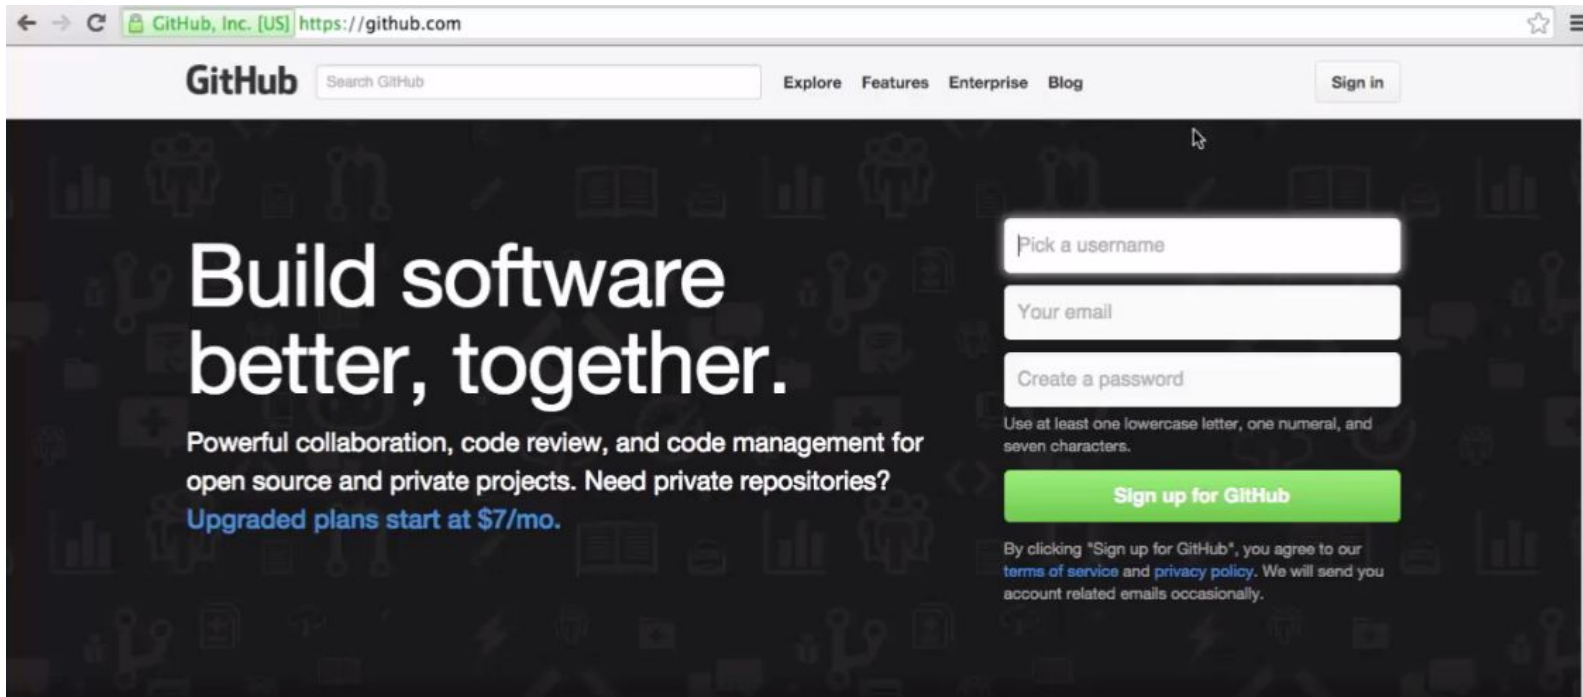 GitHub, Inc. [US] https://github.com
GitHub Search GitHub Explore Features Enterprise Blog Sign in
Build software
better, together.
Powerful collaboration, code review, and code management for
open source and private projects. Need private repositories?
Upgraded plans start at $7/mo.
Pick a username
Your email
Create a password
Use at least one lowercase letter, one numeral, and
seven characters.
Sign up for GitHub
By clicking "Sign up for GitHub", you agree to our
terms of service and privacy policy. We will send you
account related emails occasionally.